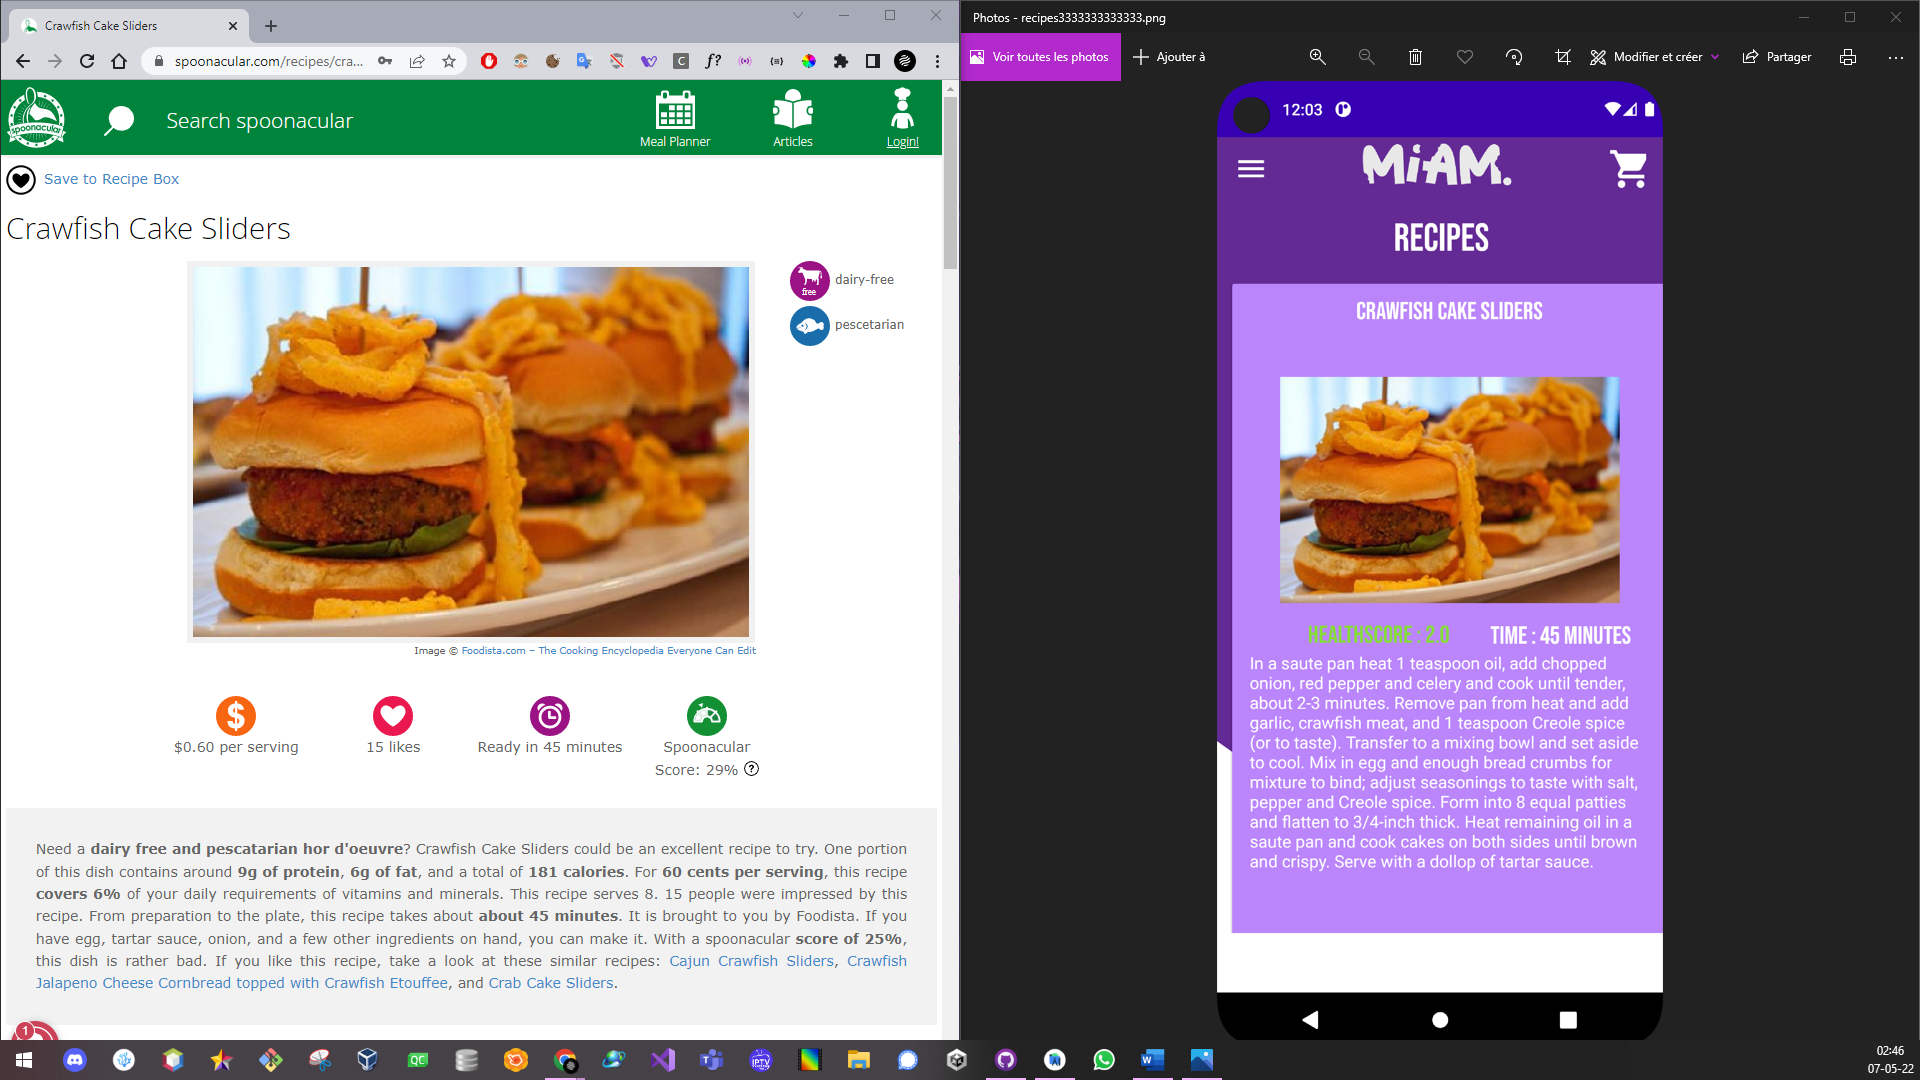 Crawfish Cake Sliders
spoonacular.com/recipes/cra...
spoonacular
Search spoonacular
Meal Planner
Articles
Login!
Save to Recipe Box
Crawfish Cake Sliders
free
dairy-free
pescetarian
Image © Foodista.com – The Cooking Encyclopedia Everyone Can Edit
$0.60 per serving
15 likes
Ready in 45 minutes
Spoonacular
Score: 29%
Need a dairy free and pescatarian hor d'oeuvre? Crawfish Cake Sliders could be an excellent recipe to try. One portion
of this dish contains around 9g of protein, 6g of fat, and a total of 181 calories. For 60 cents per serving, this recipe
covers 6% of your daily requirements of vitamins and minerals. This recipe serves 8. 15 people were impressed by this
recipe. From preparation to the plate, this recipe takes about about 45 minutes. It is brought to you by Foodista. If you
have egg, tartar sauce, onion, and a few other ingredients on hand, you can make it. With a spoonacular score of 25%,
this dish is rather bad. If you like this recipe, take a look at these similar recipes: Cajun Crawfish Sliders, Crawfish
Jalapeno Cheese Cornbread topped with Crawfish Etouffee, and Crab Cake Sliders.
1
Photos - recipes3333333333333.png
Voir toutes les photos
Ajouter à
Modifier et créer
Partager
12:03
MiAM.
RECIPES
CRAWFISH CAKE SLIDERS
HEALTHSCORE : 2.0
TIME : 45 MINUTES
In a saute pan heat 1 teaspoon oil, add chopped
onion, red pepper and celery and cook until tender,
about 2-3 minutes. Remove pan from heat and add
garlic, crawfish meat, and 1 teaspoon Creole spice
(or to taste). Transfer to a mixing bowl and set aside
to cool. Mix in egg and enough bread crumbs for
mixture to bind; adjust seasonings to taste with salt,
pepper and Creole spice. Form into 8 equal patties
and flatten to 3/4-inch thick. Heat remaining oil in a
saute pan and cook cakes on both sides until brown
and crispy. Serve with a dollop of tartar sauce.
QC
IPTV
02:46
07-05-22